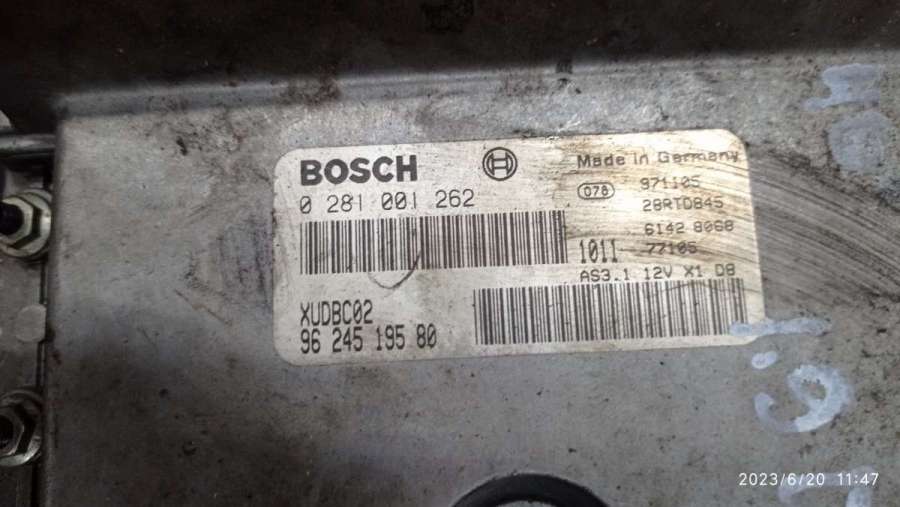 BOSCH
Made in Germany
0 281 001 262
078 971105
28RTD845
6142 8068
1011 77105
AS3.1 12V X1 D8
XUDBC02
96 245 195 80
2023/6/20 11:47